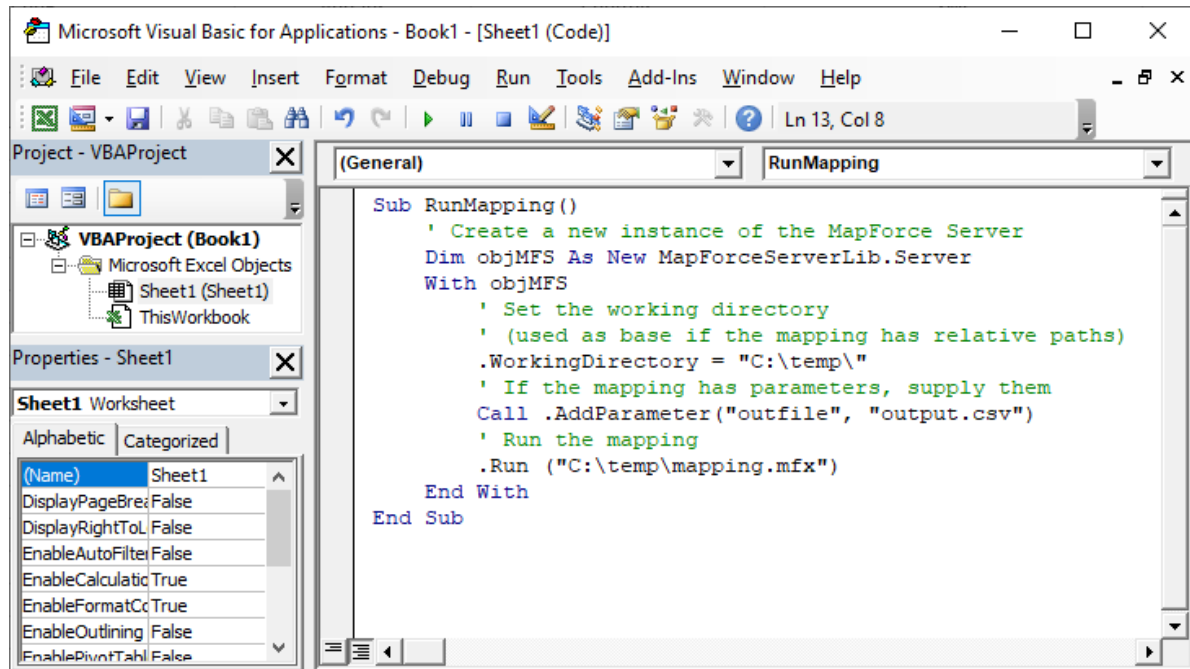 Microsoft Visual Basic for Applications - Book1 - [Sheet1 (Code)]
File Edit View Insert Format Debug Run Tools Add-Ins Window Help
Ln 13, Col 8
Project - VBAProject
VBAProject (Book1)
Microsoft Excel Objects
Sheet1 (Sheet1)
ThisWorkbook
Properties - Sheet1
Sheet1 Worksheet
Alphabetic Categorized
(Name) Sheet1
DisplayPageBrea False
DisplayRightToL False
EnableAutoFilter False
EnableCalculatic True
EnableFormatCc True
EnableOutlining False
EnablePivotTabl False
(General) RunMapping
Sub RunMapping()
' Create a new instance of the MapForce Server
Dim objMFS As New MapForceServerLib.Server
With objMFS
' Set the working directory
' (used as base if the mapping has relative paths)
.WorkingDirectory = "C:\temp\"
' If the mapping has parameters, supply them
Call .AddParameter("outfile", "output.csv")
' Run the mapping
.Run ("C:\temp\mapping.mfx")
End With
End Sub